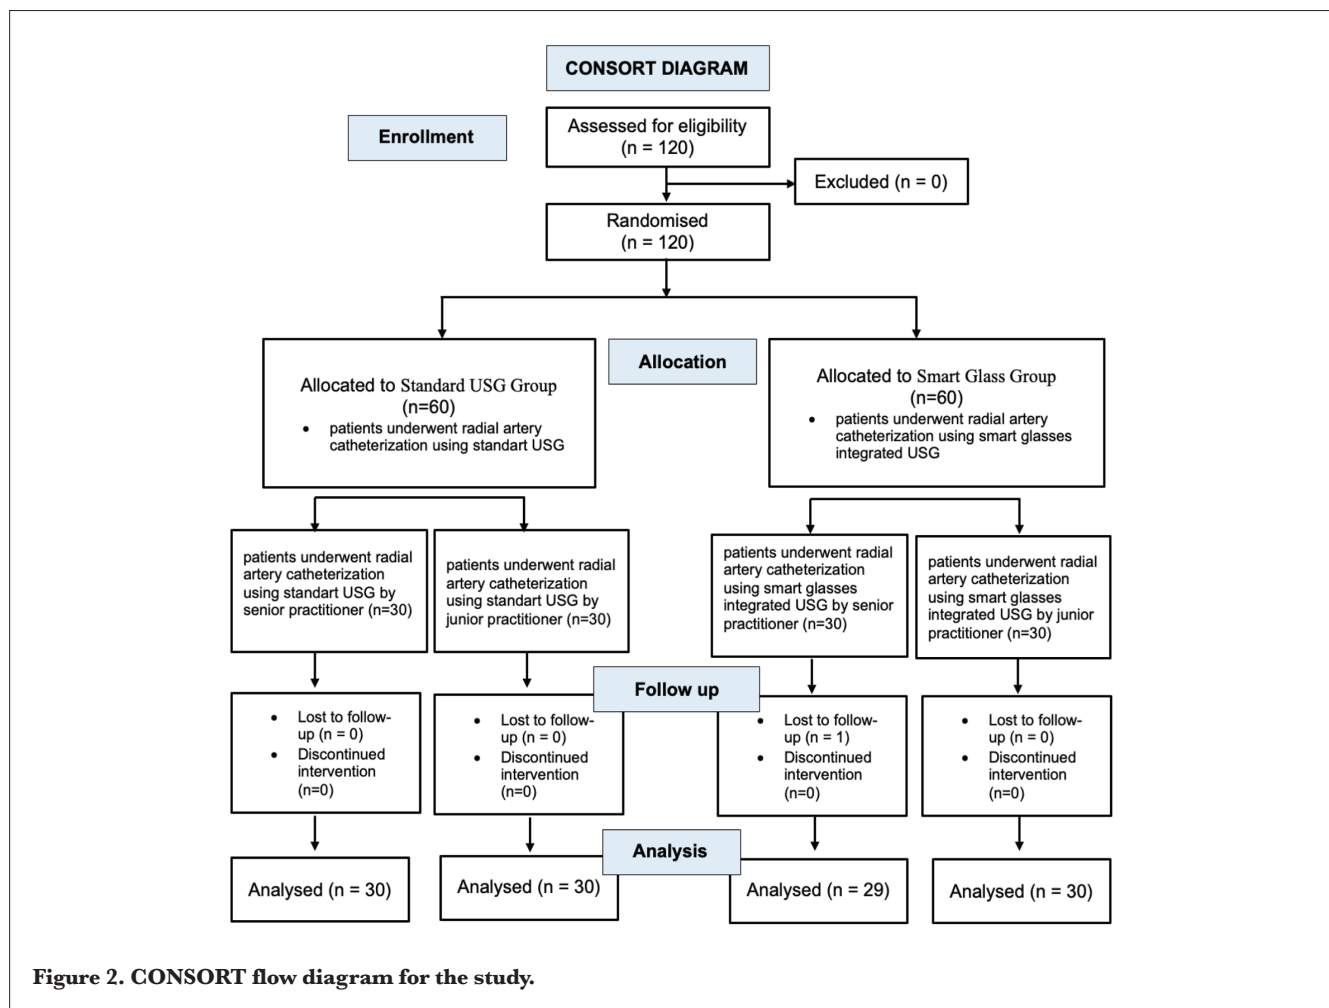 CONSORT DIAGRAM
Enrollment
Assessed for eligibility
(n = 120)
Excluded (n = 0)
Randomised
(n = 120)
Allocation
Allocated to Standard USG Group
(n=60)
• patients underwent radial artery
catheterization using standart USG
Allocated to Smart Glass Group
(n=60)
• patients underwent radial artery
catheterization using smart glasses
integrated USG
patients underwent radial
artery catheterization
using standart USG by
senior practitioner (n=30)
patients underwent radial
artery catheterization
using standart USG by
junior practitioner (n=30)
patients underwent radial
artery catheterization
using smart glasses
integrated USG by senior
practitioner (n=30)
patients underwent radial
artery catheterization
using smart glasses
integrated USG by junior
practitioner (n=30)
Follow up
• Lost to follow-
up (n = 0)
• Discontinued
intervention
(n=0)
• Lost to follow-
up (n = 0)
• Discontinued
intervention
(n=0)
• Lost to follow-
up (n = 1)
• Discontinued
intervention
(n=0)
• Lost to follow-
up (n = 0)
• Discontinued
intervention
(n=0)
Analysis
Analysed (n = 30)
Analysed (n = 30)
Analysed (n = 29)
Analysed (n = 30)
Figure 2. CONSORT flow diagram for the study.